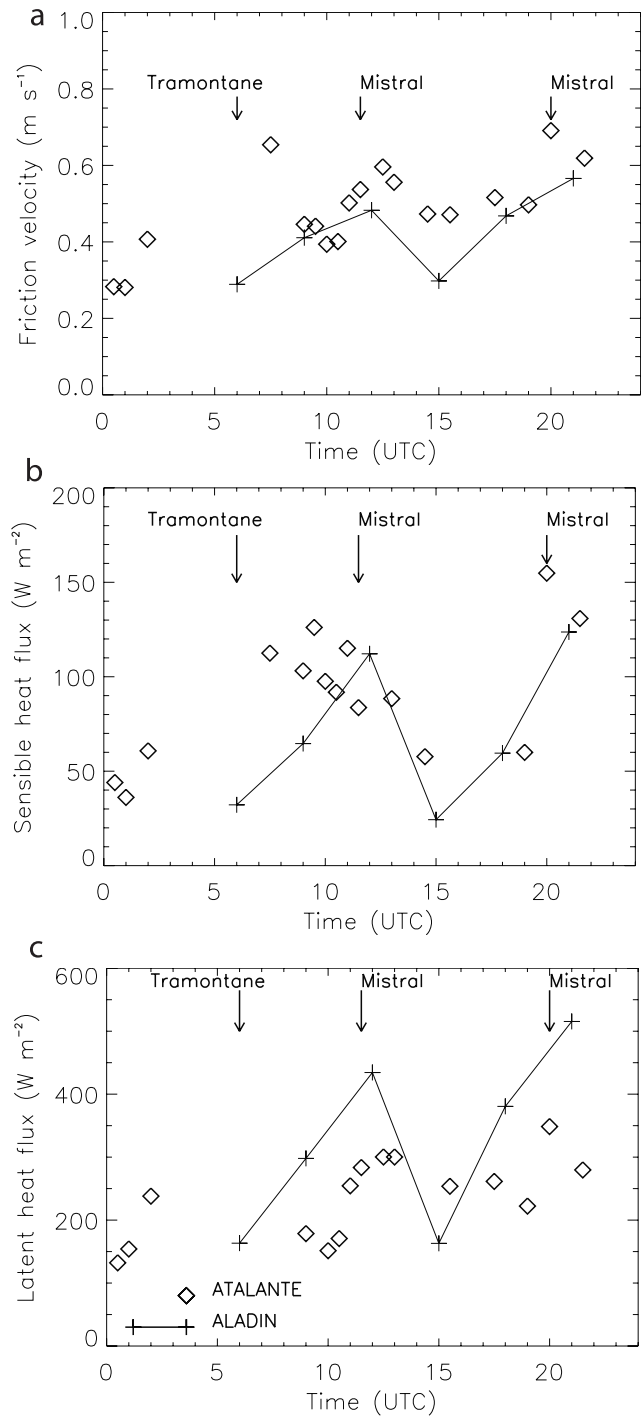 a
1.0
0.8
0.6
0.4
0.2
0.0
Friction velocity (m s⁻¹)
Tramontane
Mistral
Mistral
0 5 10 15 20
Time (UTC)
b
200
150
100
50
0
Sensible heat flux (W m⁻²)
Tramontane
Mistral
Mistral
0 5 10 15 20
Time (UTC)
c
600
400
200
0
Latent heat flux (W m⁻²)
Tramontane
Mistral
Mistral
ATALANTE
ALADIN
0 5 10 15 20
Time (UTC)